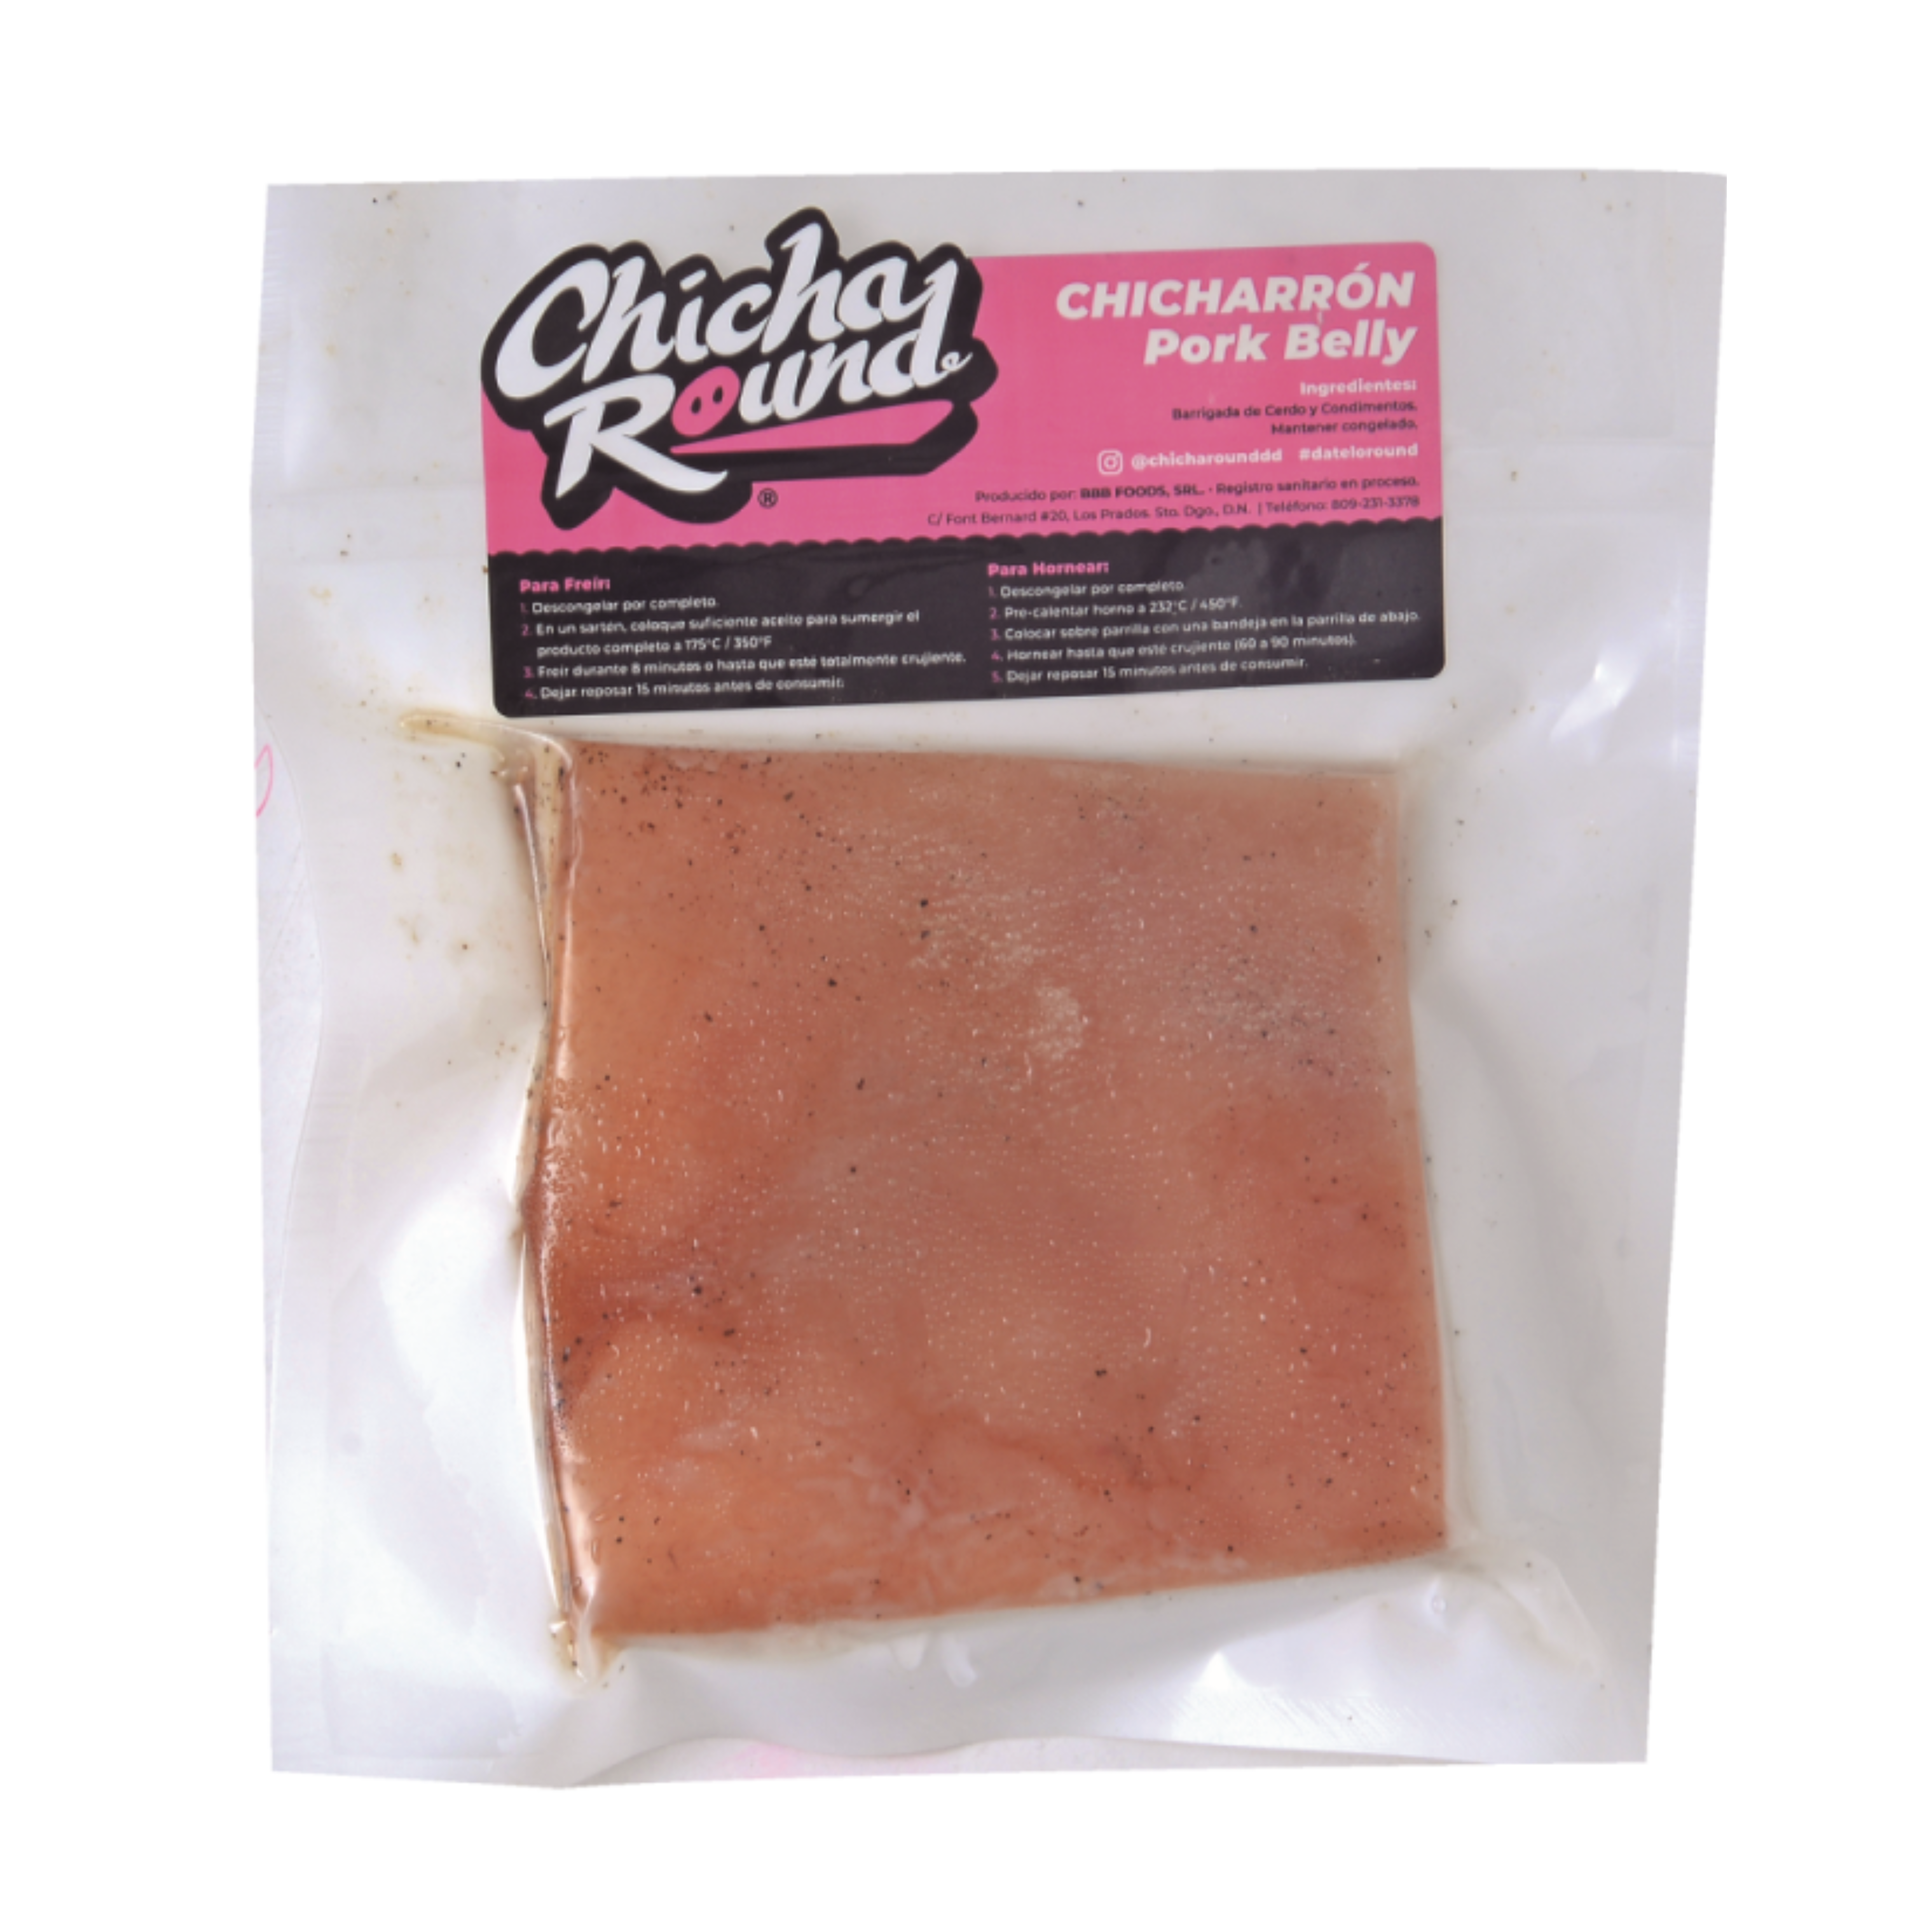 Chicha
Round®
®
CHICHARRÓN
Pork Belly
Ingredientes:
Barrigada de Cerdo y Condimentos.
Mantener congelado.
@chicharounddd #dateloround
Producido por: BBB FOODS, SRL. · Registro sanitario en proceso.
C/ Font Bernard #20, Los Prados. Sto. Dgo., D.N. | Teléfono: 809-231-3378
Para Freír:
1. Descongelar por completo.
2. En un sartén, coloque suficiente aceite para sumergir el
producto completo a 175°C / 350°F
3. Freir durante 8 minutos o hasta que esté totalmente crujiente.
4. Dejar reposar 15 minutos antes de consumir.
Para Hornear:
1. Descongelar por completo.
2. Pre-calentar horno a 232°C / 450°F.
3. Colocar sobre parrilla con una bandeja en la parrilla de abajo.
4. Hornear hasta que esté crujiente (60 a 90 minutos).
5. Dejar reposar 15 minutos antes de consumir.